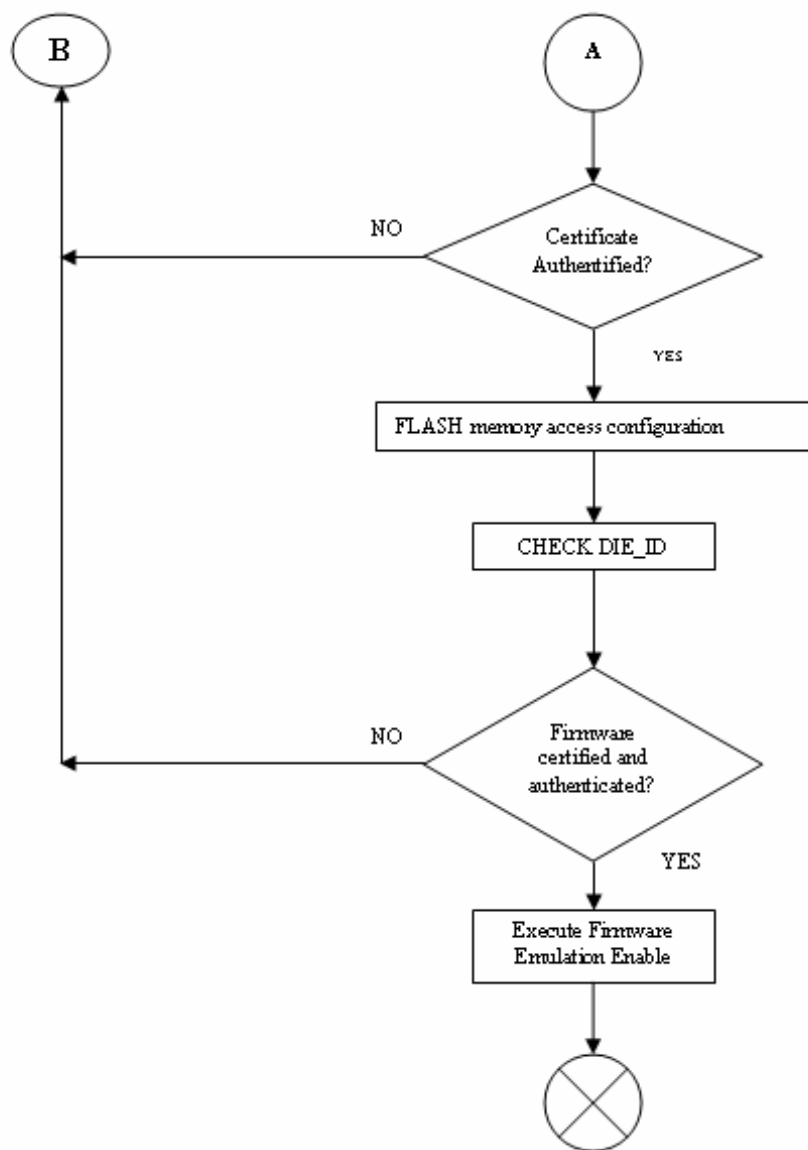 B
A
NO
Certificate
Authentified?
YES
FLASH memory access configuration
CHECK DIE_ID
NO
Firmware
certified and
authenticated?
YES
Execute Firmware
Emulation Enable